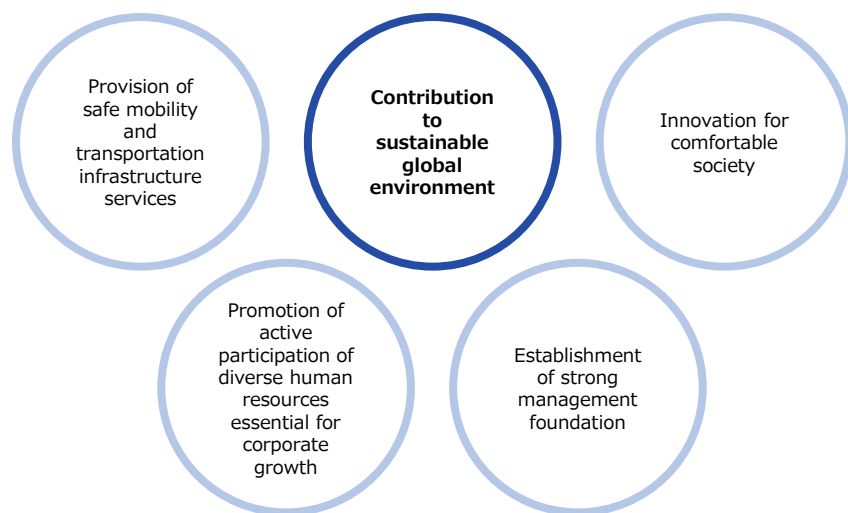 Provision of
safe mobility
and
transportation
infrastructure
services
Contribution
to
sustainable
global
environment
Innovation for
comfortable
society
Promotion of
active
participation of
diverse human
resources
essential for
corporate
growth
Establishment
of strong
management
foundation